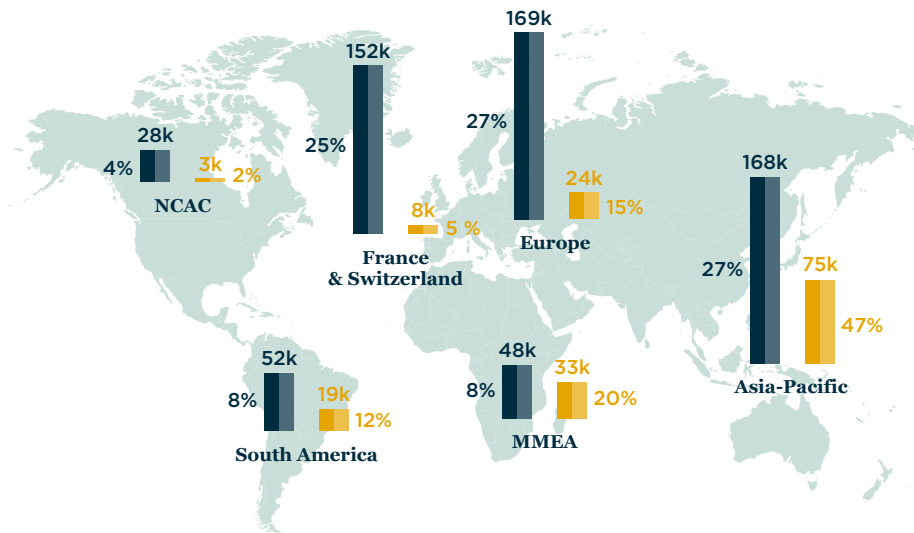 169k
27%
24k
15%
Europe
152k
25%
8k
5 %
France
& Switzerland
28k
4%
3k
2%
NCAC
168k
27%
75k
47%
Asia-Pacific
52k
8%
19k
12%
South America
48k
8%
33k
20%
MMEA